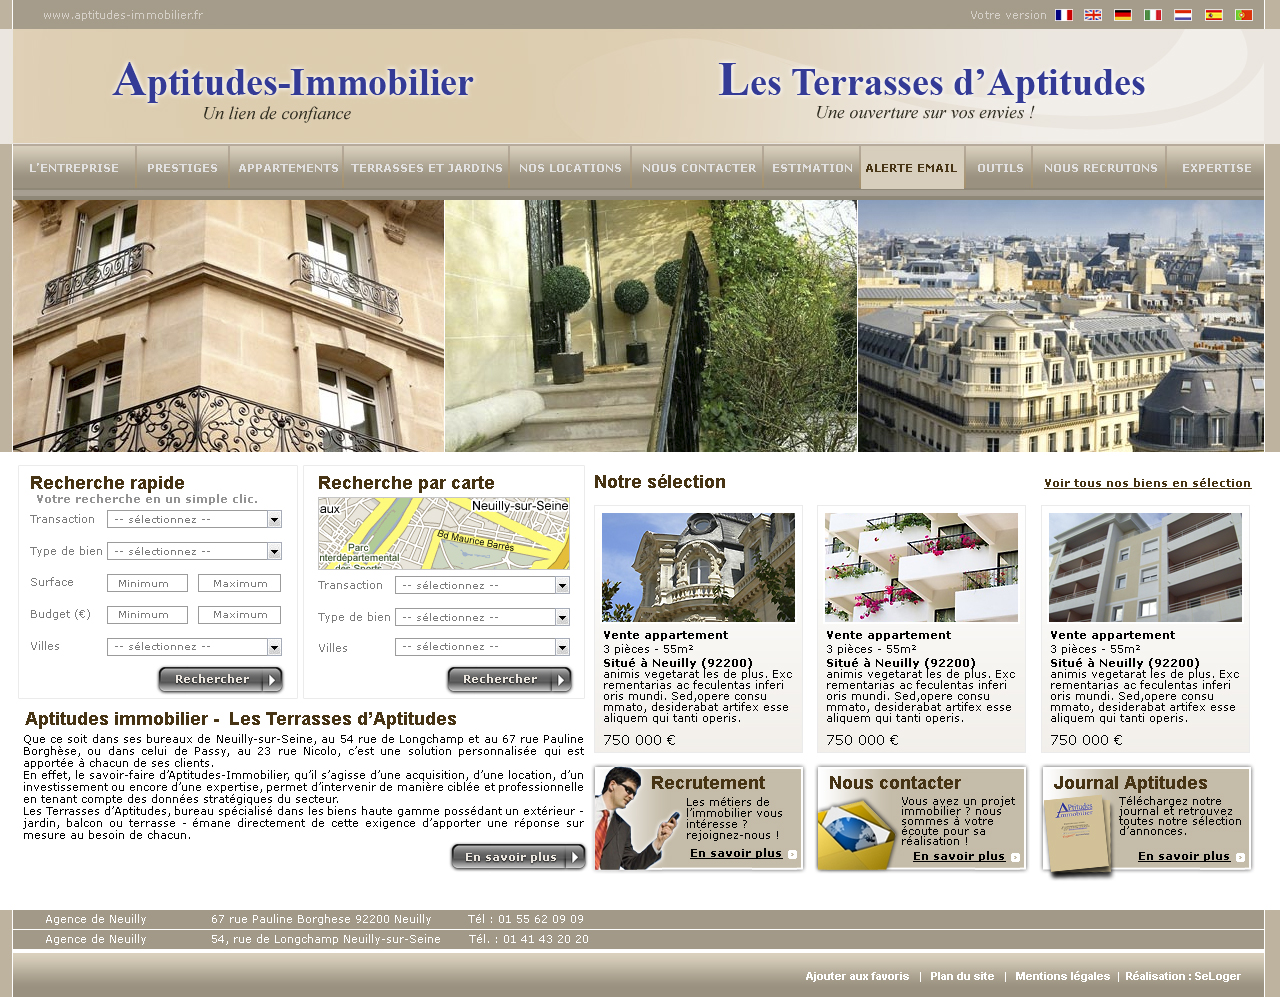 www.aptitudes-immobilier.fr
Votre version
Aptitudes-Immobilier
Un lien de confiance
Les Terrasses d'Aptitudes
Une ouverture sur vos envies !
L'ENTREPRISE PRESTIGES APPARTEMENTS TERRASSES ET JARDINS NOS LOCATIONS NOUS CONTACTER ESTIMATION ALERTE EMAIL OUTILS NOUS RECRUTONS EXPERTISE
Recherche rapide
Votre recherche en un simple clic.
Transaction -- sélectionnez --
Type de bien -- sélectionnez --
Surface Minimum Maximum
Budget (€) Minimum Maximum
Villes -- sélectionnez --
Rechercher
Recherche par carte
aux
Neuilly-sur-Seine
Bd Maurice Barrès
Parc
nterdépartemental
des Sports
Transaction -- sélectionnez --
Type de bien -- sélectionnez --
Villes -- sélectionnez --
Rechercher
Notre sélection
Voir tous nos biens en sélection
Vente appartement
3 pièces - 55m²
Situé à Neuilly (92200)
animis vegetarat les de plus. Exc
rementarias ac feculentas inferi
oris mundi. Sed,opere consu
mmato, desiderabat artifex esse
aliquem qui tanti operis.
750 000 €
Vente appartement
3 pièces - 55m²
Situé à Neuilly (92200)
animis vegetarat les de plus. Exc
rementarias ac feculentas inferi
oris mundi. Sed,opere consu
mmato, desiderabat artifex esse
aliquem qui tanti operis.
750 000 €
Vente appartement
3 pièces - 55m²
Situé à Neuilly (92200)
animis vegetarat les de plus. Exc
rementarias ac feculentas inferi
oris mundi. Sed,opere consu
mmato, desiderabat artifex esse
aliquem qui tanti operis.
750 000 €
Aptitudes immobilier - Les Terrasses d'Aptitudes
Que ce soit dans ses bureaux de Neuilly-sur-Seine, au 54 rue de Longchamp et au 67 rue Pauline
Borghèse, ou dans celui de Passy, au 23 rue Nicolo, c'est une solution personnalisée qui est
apportée à chacun de ses clients.
En effet, le savoir-faire d'Aptitudes-Immobilier, qu'il s'agisse d'une acquisition, d'une location, d'un
investissement ou encore d'une expertise, permet d'intervenir de manière ciblée et professionnelle
en tenant compte des données stratégiques du secteur.
Les Terrasses d'Aptitudes, bureau spécialisé dans les biens haute gamme possédant un extérieur -
jardin, balcon ou terrasse - émane directement de cette exigence d'apporter une réponse sur
mesure au besoin de chacun.
En savoir plus
Recrutement
Les métiers de
l'immobilier vous
intéresse ?
rejoignez-nous !
En savoir plus
Nous contacter
Vous avez un projet
immobilier ? nous
sommes à votre
écoute pour sa
réalisation !
En savoir plus
Journal Aptitudes
Aptitudes
Immobilier
Téléchargez notre
journal et retrouvez
toutes notre sélection
d'annonces.
En savoir plus
Agence de Neuilly 67 rue Pauline Borghese 92200 Neuilly Tél : 01 55 62 09 09
Agence de Neuilly 54, rue de Longchamp Neuilly-sur-Seine Tél. : 01 41 43 20 20
Ajouter aux favoris | Plan du site | Mentions légales | Réalisation : SeLoger